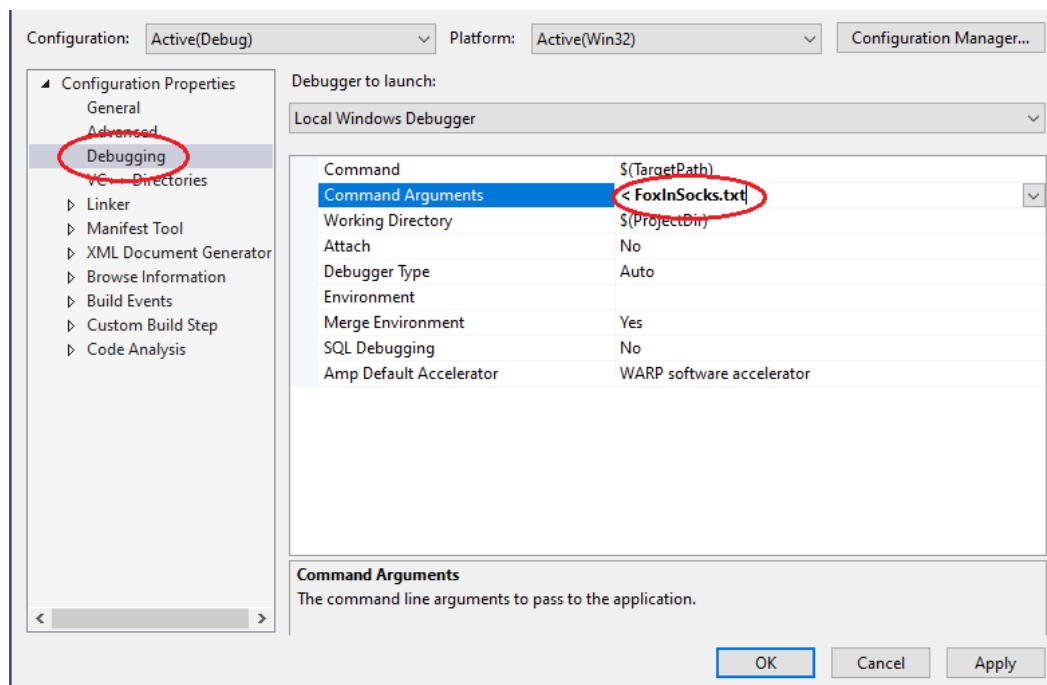 Configuration: Active(Debug) Platform: Active(Win32) Configuration Manager...
Configuration Properties
General
Advanced
Debugging
VC++ Directories
Linker
Manifest Tool
XML Document Generator
Browse Information
Build Events
Custom Build Step
Code Analysis
Debugger to launch:
Local Windows Debugger
Command $(TargetPath)
Command Arguments < FoxInSocks.txt
Working Directory $(ProjectDir)
Attach No
Debugger Type Auto
Environment
Merge Environment Yes
SQL Debugging No
Amp Default Accelerator WARP software accelerator
Command Arguments
The command line arguments to pass to the application.
OK Cancel Apply